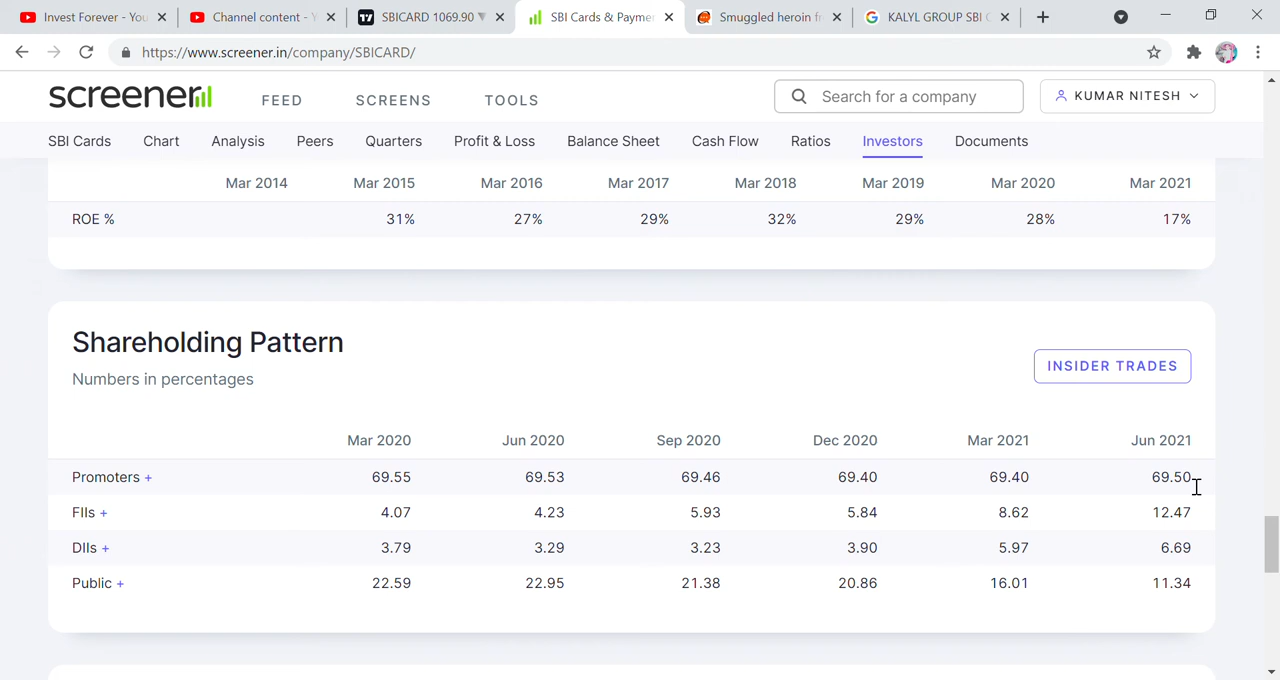 Invest Forever - You
Channel content - Y
SBICARD 1069.90 ▼
SBI Cards & Payme
Smuggled heroin f
KALYL GROUP SBI C
https://www.screener.in/company/SBICARD/
screener
FEED
SCREENS
TOOLS
Search for a company
KUMAR NITESH
SBI Cards
Chart
Analysis
Peers
Quarters
Profit & Loss
Balance Sheet
Cash Flow
Ratios
Investors
Documents
Mar 2014 Mar 2015 Mar 2016 Mar 2017 Mar 2018 Mar 2019 Mar 2020 Mar 2021
ROE % 31% 27% 29% 32% 29% 28% 17%
Shareholding Pattern
Numbers in percentages
INSIDER TRADES
Mar 2020 Jun 2020 Sep 2020 Dec 2020 Mar 2021 Jun 2021
Promoters + 69.55 69.53 69.46 69.40 69.40 69.50
FIIs + 4.07 4.23 5.93 5.84 8.62 12.47
DIIs + 3.79 3.29 3.23 3.90 5.97 6.69
Public + 22.59 22.95 21.38 20.86 16.01 11.34